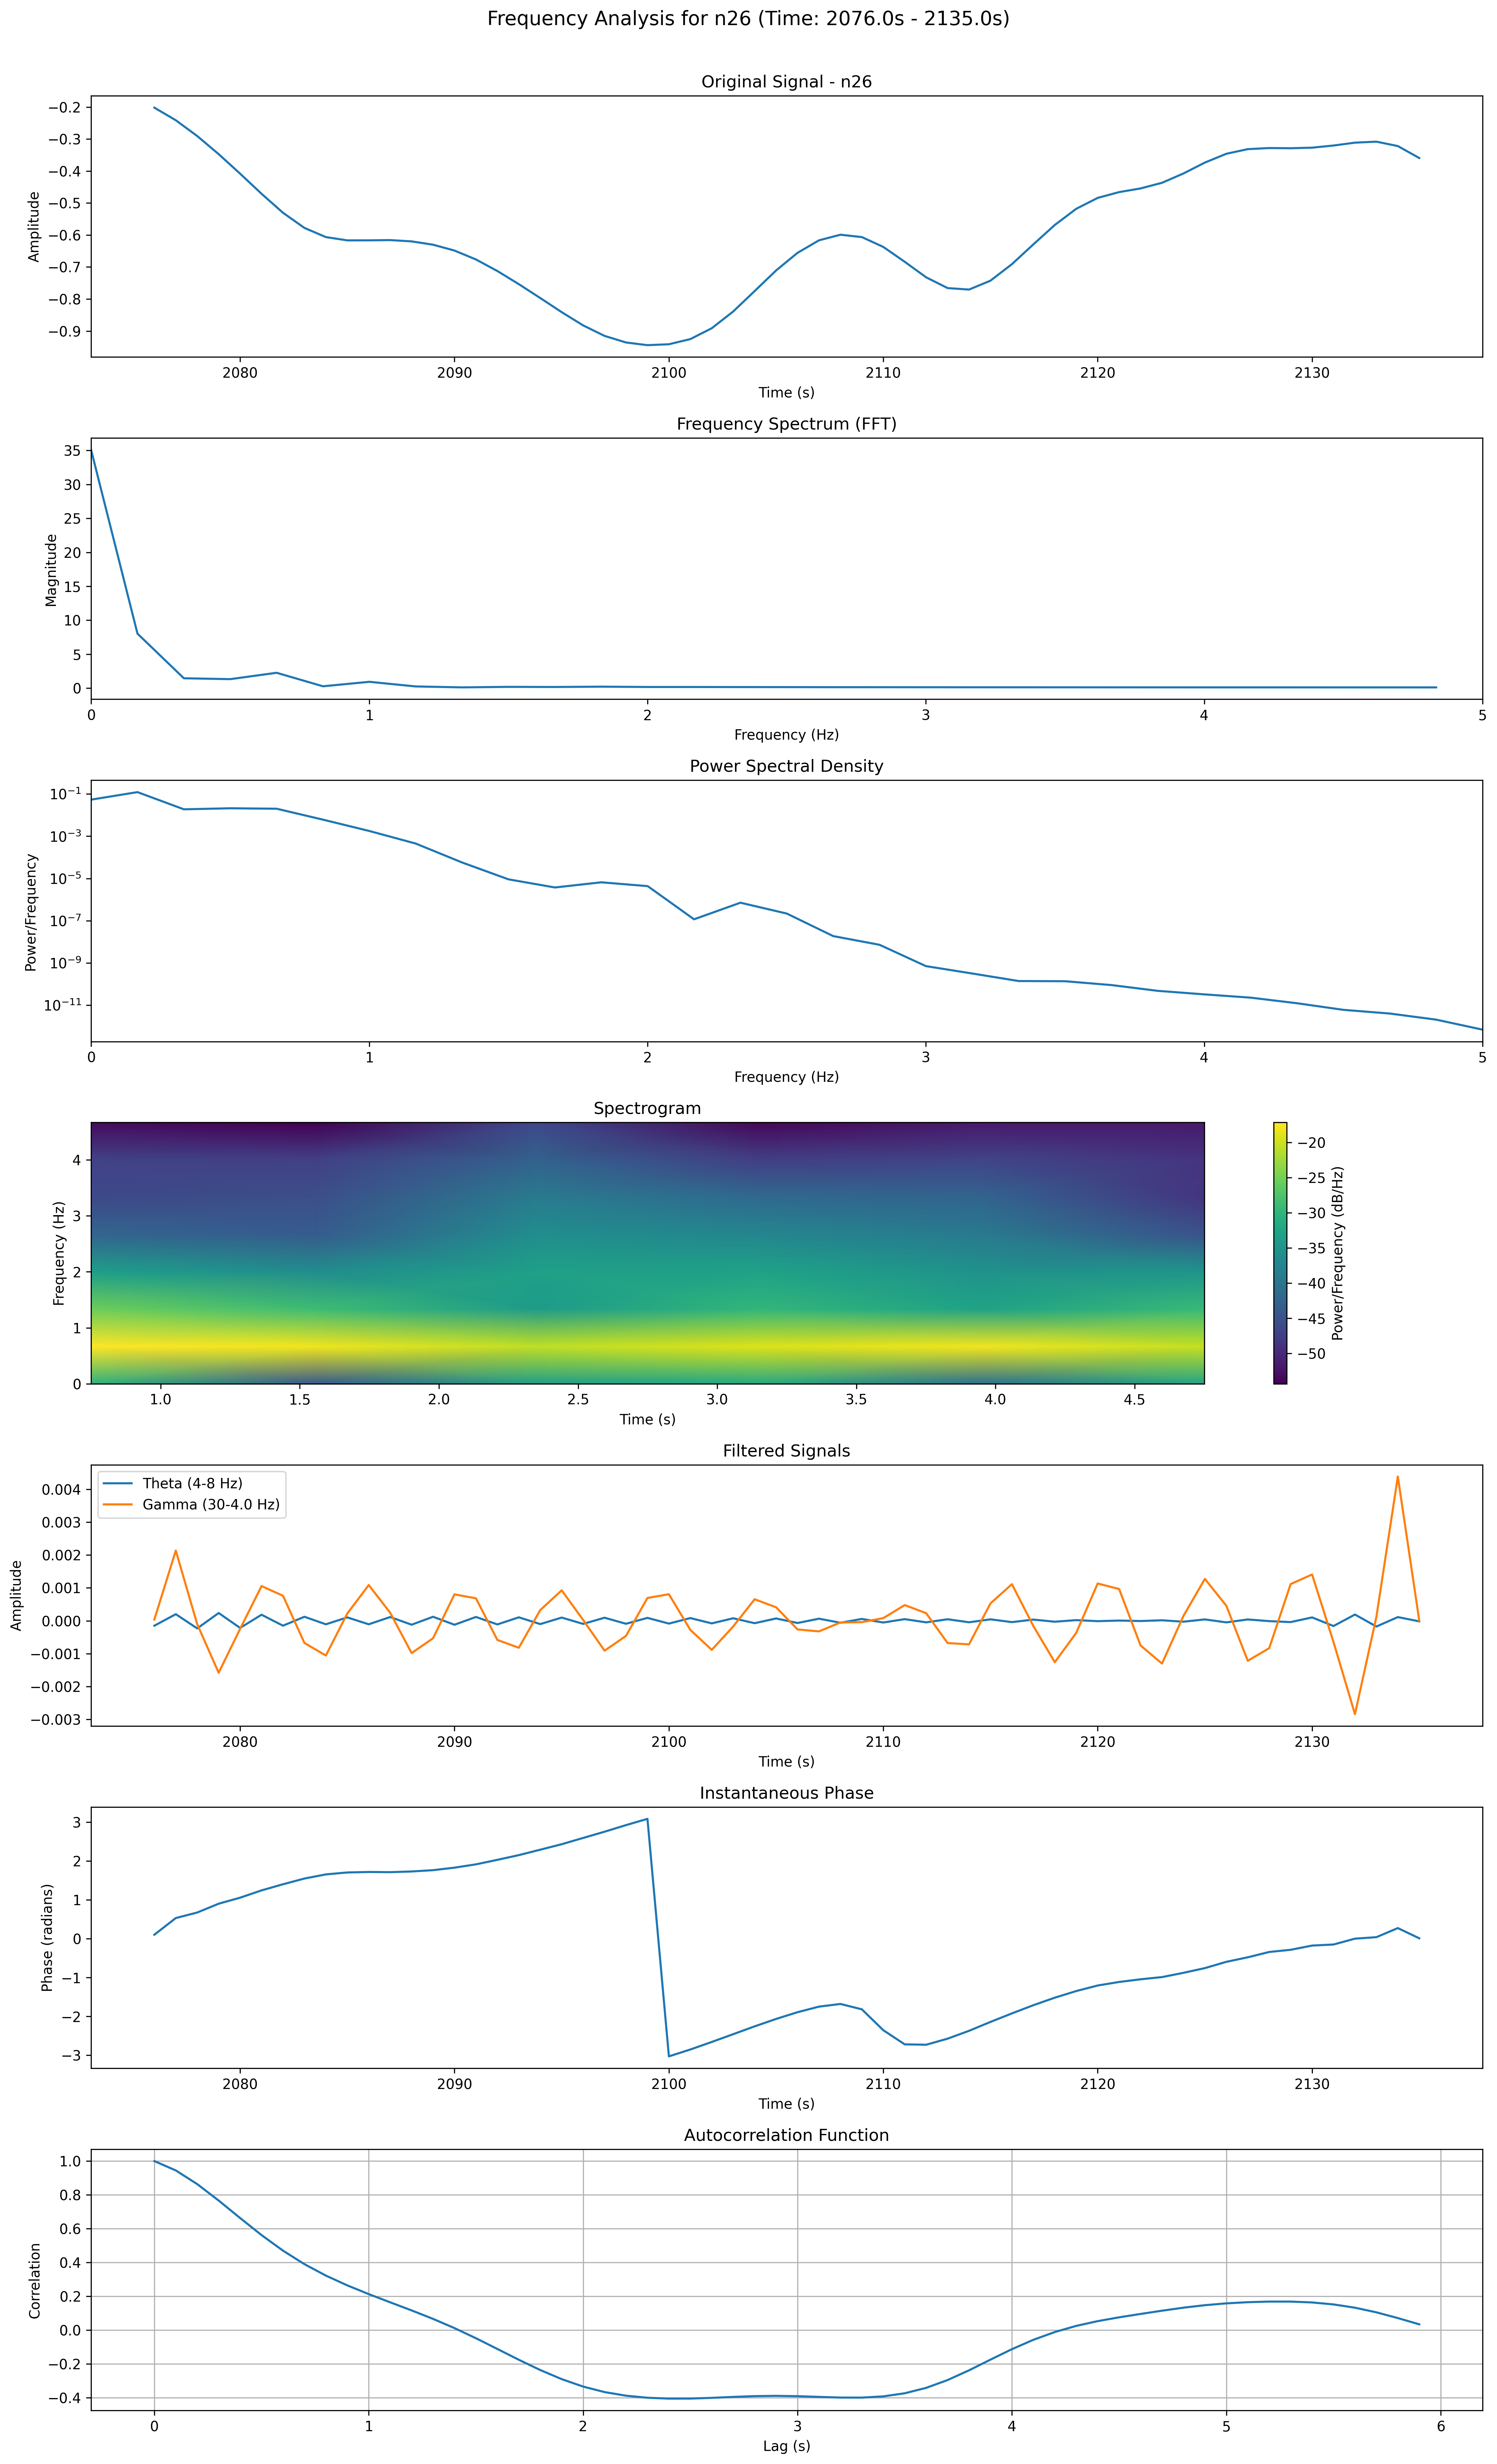 Frequency Analysis for n26 (Time: 2076.0s - 2135.0s)
Original Signal - n26
−0.2
−0.3
−0.4
−0.5
−0.6
−0.7
−0.8
−0.9
Amplitude
2080 2090 2100 2110 2120 2130
Time (s)
Frequency Spectrum (FFT)
35
30
25
20
15
10
5
0
Magnitude
0 1 2 3 4 5
Frequency (Hz)
Power Spectral Density
10⁻¹
10⁻³
10⁻⁵
10⁻⁷
10⁻⁹
10⁻¹¹
Power/Frequency
0 1 2 3 4 5
Frequency (Hz)
Spectrogram
4
3
2
1
0
Frequency (Hz)
1.0 1.5 2.0 2.5 3.0 3.5 4.0 4.5
Time (s)
−20
−25
−30
−35
−40
−45
−50
Power/Frequency (dB/Hz)
Filtered Signals
Theta (4-8 Hz)
Gamma (30-4.0 Hz)
0.004
0.003
0.002
0.001
0.000
−0.001
−0.002
−0.003
Amplitude
2080 2090 2100 2110 2120 2130
Time (s)
Instantaneous Phase
3
2
1
0
−1
−2
−3
Phase (radians)
2080 2090 2100 2110 2120 2130
Time (s)
Autocorrelation Function
1.0
0.8
0.6
0.4
0.2
0.0
−0.2
−0.4
Correlation
0 1 2 3 4 5 6
Lag (s)